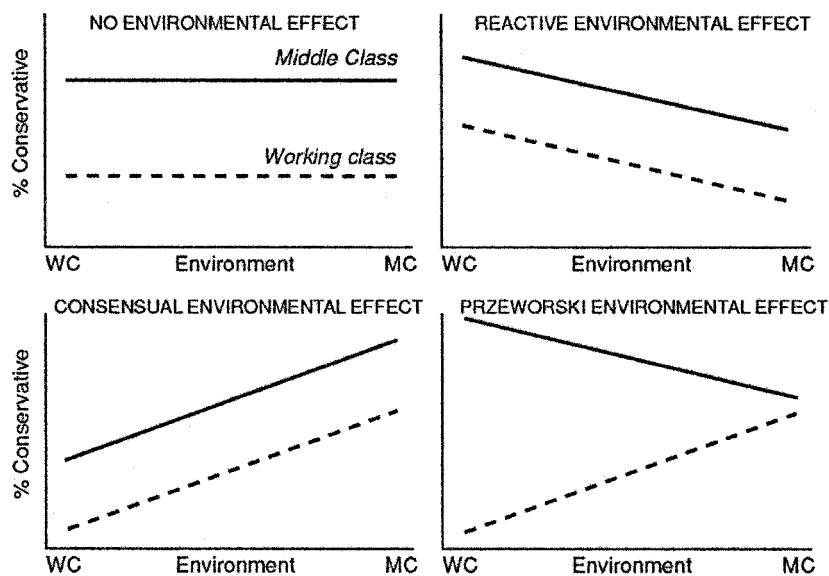 NO ENVIRONMENTAL EFFECT
Middle Class
Working class
% Conservative
WC Environment MC
REACTIVE ENVIRONMENTAL EFFECT
WC Environment MC
CONSENSUAL ENVIRONMENTAL EFFECT
% Conservative
WC Environment MC
PRZEWORSKI ENVIRONMENTAL EFFECT
WC Environment MC